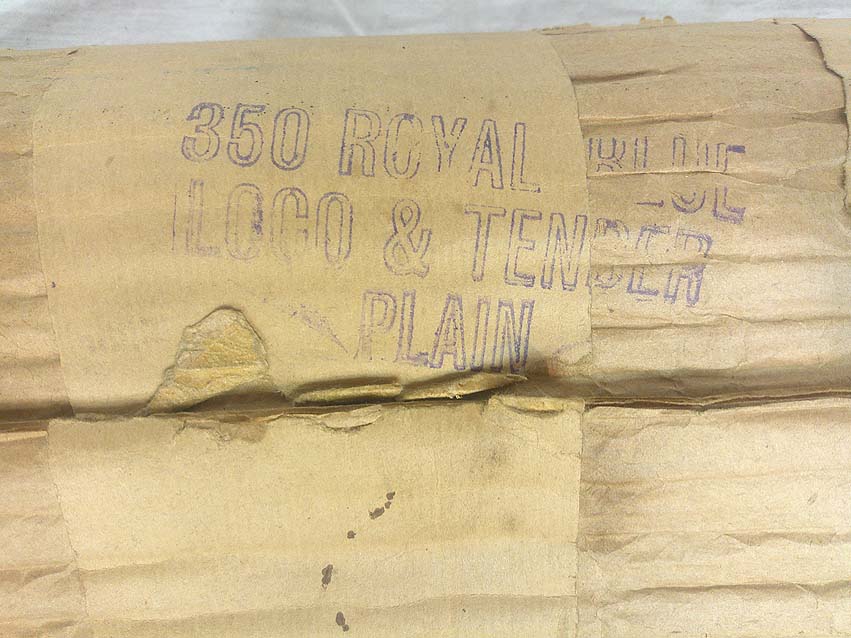 350 ROYAL BLUE
LOCO & TENDER
PLAIN